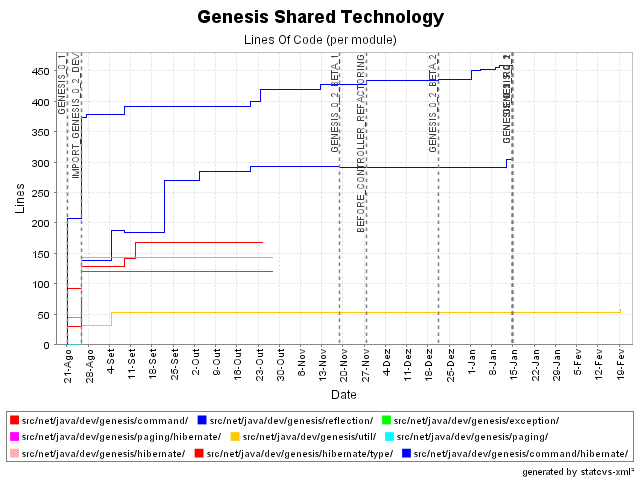 Genesis Shared Technology
Lines Of Code (per module)
Lines
450
400
350
300
250
200
150
100
50
0
GENESIS_0_1
IMPORT_GENESIS_0_2_DEV
GENESIS_0_2_BETA_1
BEFORE_CONTROLLER_REFACTORING
GENESIS_0_2_BETA_2
21-Ago
28-Ago
4-Set
11-Set
18-Set
25-Set
2-Out
9-Out
16-Out
23-Out
30-Out
6-Nov
13-Nov
20-Nov
27-Nov
4-Dez
11-Dez
18-Dez
25-Dez
1-Jan
8-Jan
15-Jan
22-Jan
29-Jan
5-Fev
12-Fev
19-Fev
Date
src/net/java/dev/genesis/command/ src/net/java/dev/genesis/reflection/ src/net/java/dev/genesis/exception/
src/net/java/dev/genesis/paging/hibernate/ src/net/java/dev/genesis/util/ src/net/java/dev/genesis/paging/
src/net/java/dev/genesis/hibernate/ src/net/java/dev/genesis/hibernate/type/ src/net/java/dev/genesis/command/hibernate/
generated by statcvs-xml²